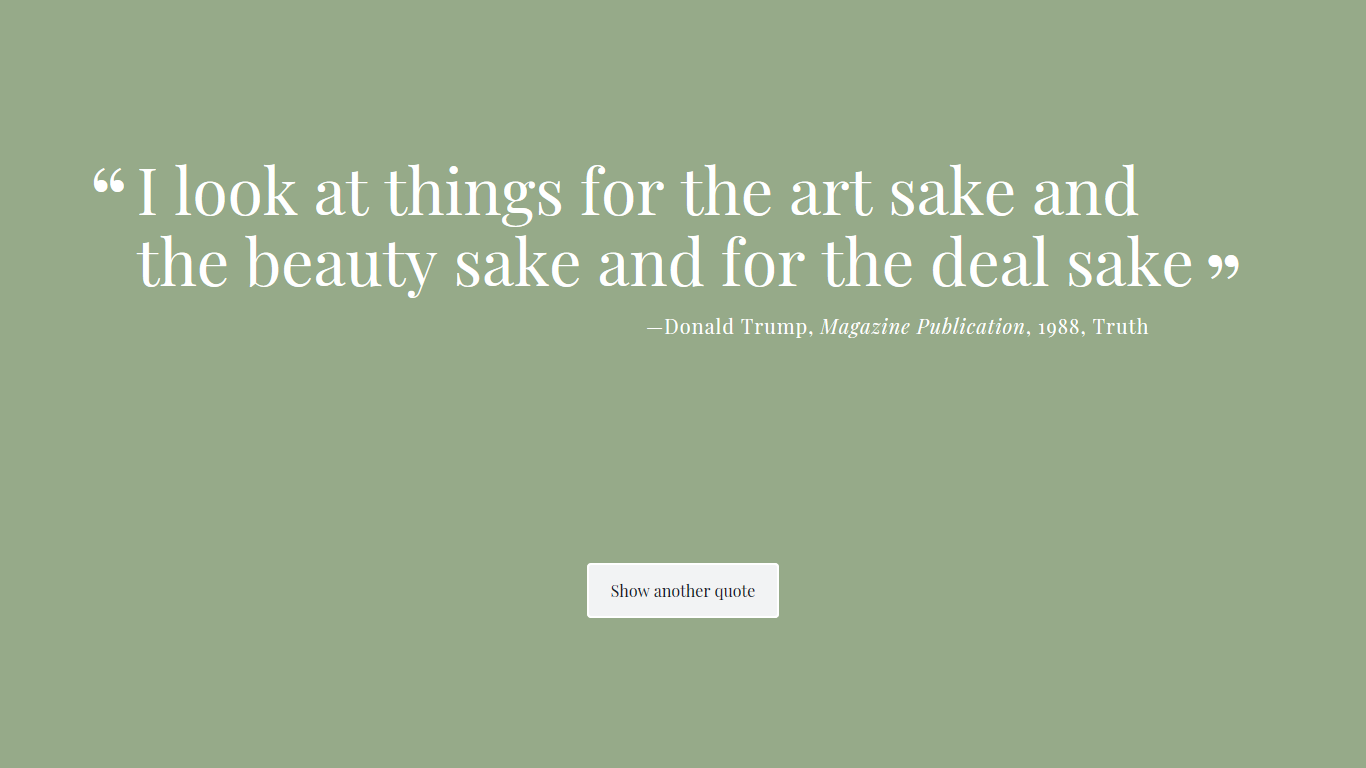 “ I look at things for the art sake and
the beauty sake and for the deal sake ”
—Donald Trump, Magazine Publication, 1988, Truth
Show another quote